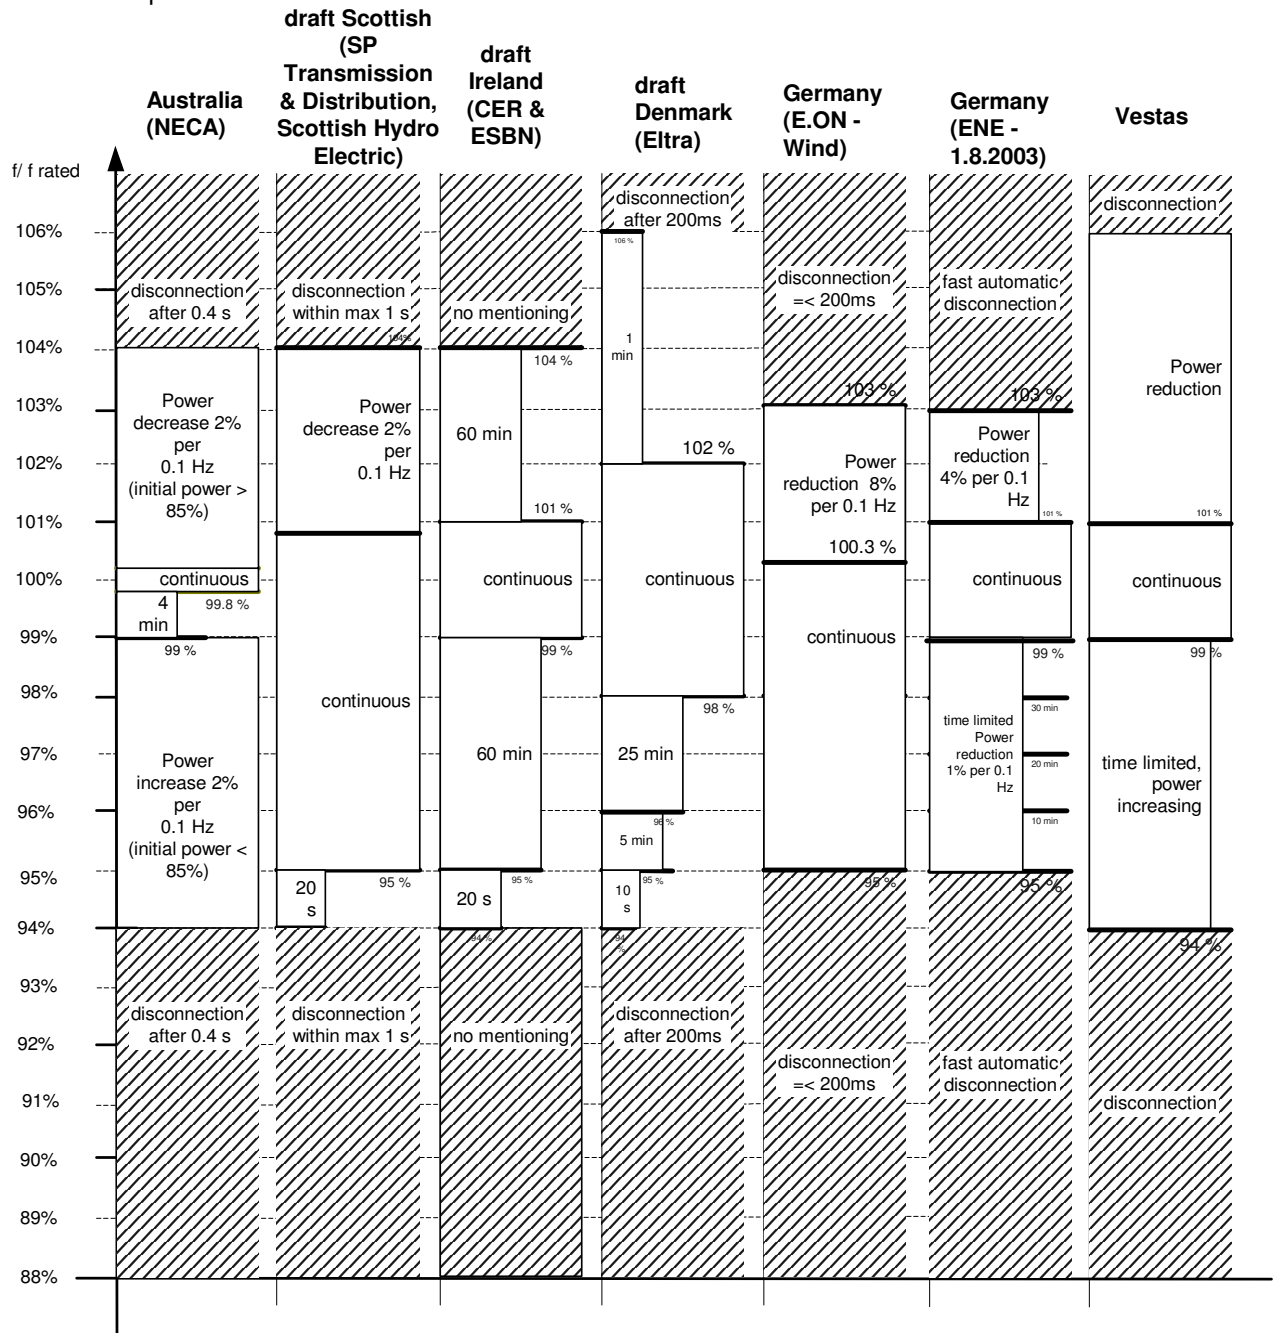 Australia
(NECA)
draft Scottish
(SP
Transmission
& Distribution,
Scottish Hydro
Electric)
draft
Ireland
(CER &
ESBN)
draft
Denmark
(Eltra)
Germany
(E.ON -
Wind)
Germany
(ENE -
1.8.2003)
Vestas
f/ f rated
106%
105%
104%
103%
102%
101%
100%
99%
98%
97%
96%
95%
94%
93%
92%
91%
90%
89%
88%
disconnection
after 0.4 s
Power
decrease 2%
per
0.1 Hz
(initial power >
85%)
continuous
4
min
99.8 %
99 %
Power
increase 2%
per
0.1 Hz
(initial power <
85%)
disconnection
after 0.4 s
disconnection
within max 1 s
104%
Power
decrease 2%
per
0.1 Hz
continuous
20
s
95 %
disconnection
within max 1 s
no mentioning
104 %
60 min
101 %
continuous
99 %
60 min
95 %
20 s
94 %
no mentioning
disconnection
after 200ms
106 %
1
min
102 %
continuous
98 %
25 min
96 %
5 min
95 %
10
s
94
%
disconnection
after 200ms
disconnection
=< 200ms
103 %
Power
reduction 8%
per 0.1 Hz
100.3 %
continuous
95 %
disconnection
=< 200ms
fast automatic
disconnection
103 %
Power
reduction
4% per 0.1
Hz
101 %
continuous
99 %
30 min
time limited
Power
reduction
1% per 0.1
Hz
20 min
10 min
95 %
fast automatic
disconnection
disconnection
Power
reduction
101 %
continuous
99 %
time limited,
power
increasing
94 %
disconnection